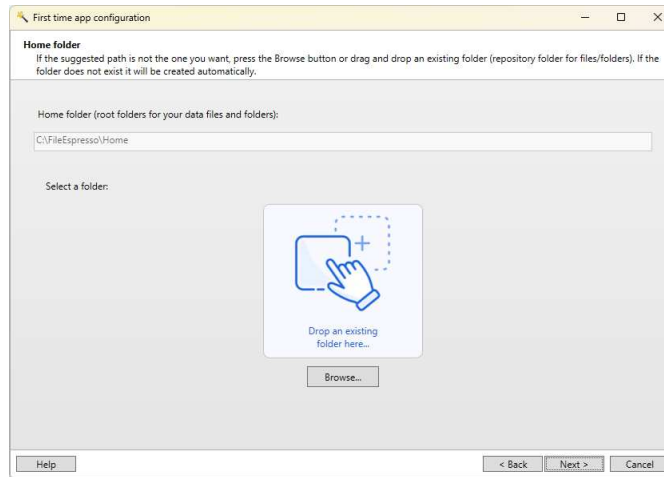 First time app configuration
Home folder
If the suggested path is not the one you want, press the Browse button or drag and drop an existing folder (repository folder for files/folders). If the
folder does not exist it will be created automatically.
Home folder (root folders for your data files and folders):
C:\FileEspresso\Home
Select a folder:
Drop an existing
folder here...
Browse...
Help
< Back
Next >
Cancel